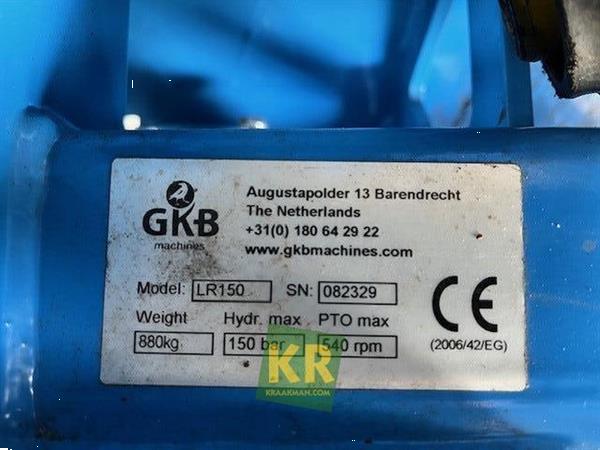 GKB
machines
Augustapolder 13 Barendrecht
The Netherlands
+31(0) 180 64 29 22
www.gkbmachines.com
Model: LR150 SN: 082329
Weight Hydr. max PTO max
880kg 150 bar 540 rpm
CE
(2006/42/EG)
KR
KRAAKMAN.COM